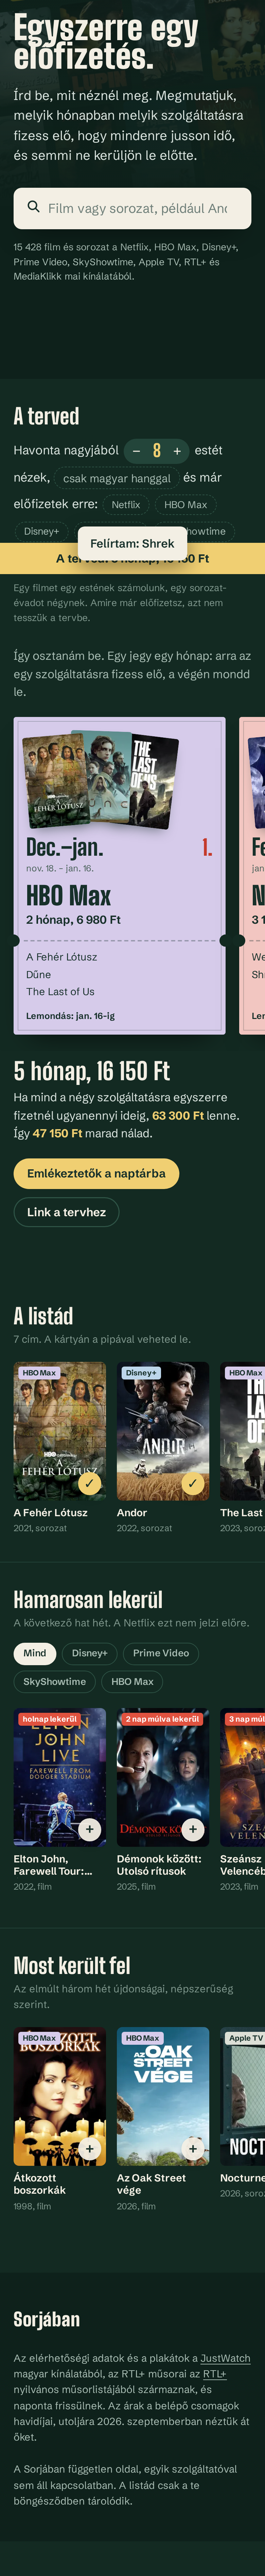 Egyszerre egy
előfizetés.
Írd be, mit néznél meg. Megmutatjuk,
melyik hónapban melyik szolgáltatásra
fizess elő, hogy mindenre jusson idő,
és semmi ne kerüljön le előtte.
Film vagy sorozat, például And
15 428 film és sorozat a Netflix, HBO Max, Disney+,
Prime Video, SkyShowtime, Apple TV, RTL+ és
MediaKlikk mai kínálatából.
A terved
Havonta nagyjából − 8 + estét
nézek, csak magyar hanggal és már
előfizetek erre: Netflix HBO Max
Disney+
Felírtam: Shrek
Egy filmet egy estének számolunk, egy sorozat-
évadot négynek. Amire már előfizetsz, azt nem
tesszük a tervbe.
Így osztanám be. Egy jegy egy hónap: arra az
egy szolgáltatásra fizess elő, a végén mondd
le.
A FEHÉR LÓTUSZ
THE LAST OF US
Dec.–jan. 1.
nov. 18. – jan. 16.
HBO Max
2 hónap, 6 980 Ft
A Fehér Lótusz
Dűne
The Last of Us
Lemondás: jan. 16-ig
5 hónap, 16 150 Ft
Ha mind a négy szolgáltatásra egyszerre
fizetnél ugyanennyi ideig, 63 300 Ft lenne.
Így 47 150 Ft marad nálad.
Emlékeztetők a naptárba
Link a tervhez
A listád
7 cím. A kártyán a pipával veheted le.
HBO Max Disney+ HBO Max
A FEHÉR LÓTUSZ ANDOR
✓ ✓
A Fehér Lótusz Andor The Last
2021, sorozat 2022, sorozat 2023, soroz
Hamarosan lekerül
A következő hat hét. A Netflix ezt nem jelzi előre.
Mind Disney+ Prime Video
SkyShowtime HBO Max
holnap lekerül 2 nap múlva lekerül 3 nap múl
ELTON
JOHN
LIVE
FAREWELL FROM
DODGER STADIUM
+ +
Elton John,
Farewell Tour:...
2022, film
Démonok között:
Utolsó rítusok
2025, film
Szeánsz
Velencéb
2023, film
Most került fel
Az elmúlt három hét újdonságai, népszerűség
szerint.
HBO Max HBO Max Apple TV
BOSZORKÁK
AZ OAK
STREET
VÉGE
NOCT
+ +
Átkozott
boszorkák
1998, film
Az Oak Street
vége
2026, film
Nocturne
2026, soroz
Sorjában
Az elérhetőségi adatok és a plakátok a JustWatch
magyar kínálatából, az RTL+ műsorai az RTL+
nyilvános műsorlistájából származnak, és
naponta frissülnek. Az árak a belépő csomagok
havidíjai, utoljára 2026. szeptemberban néztük át
őket.
A Sorjában független oldal, egyik szolgáltatóval
sem áll kapcsolatban. A listád csak a te
böngésződben tárolódik.